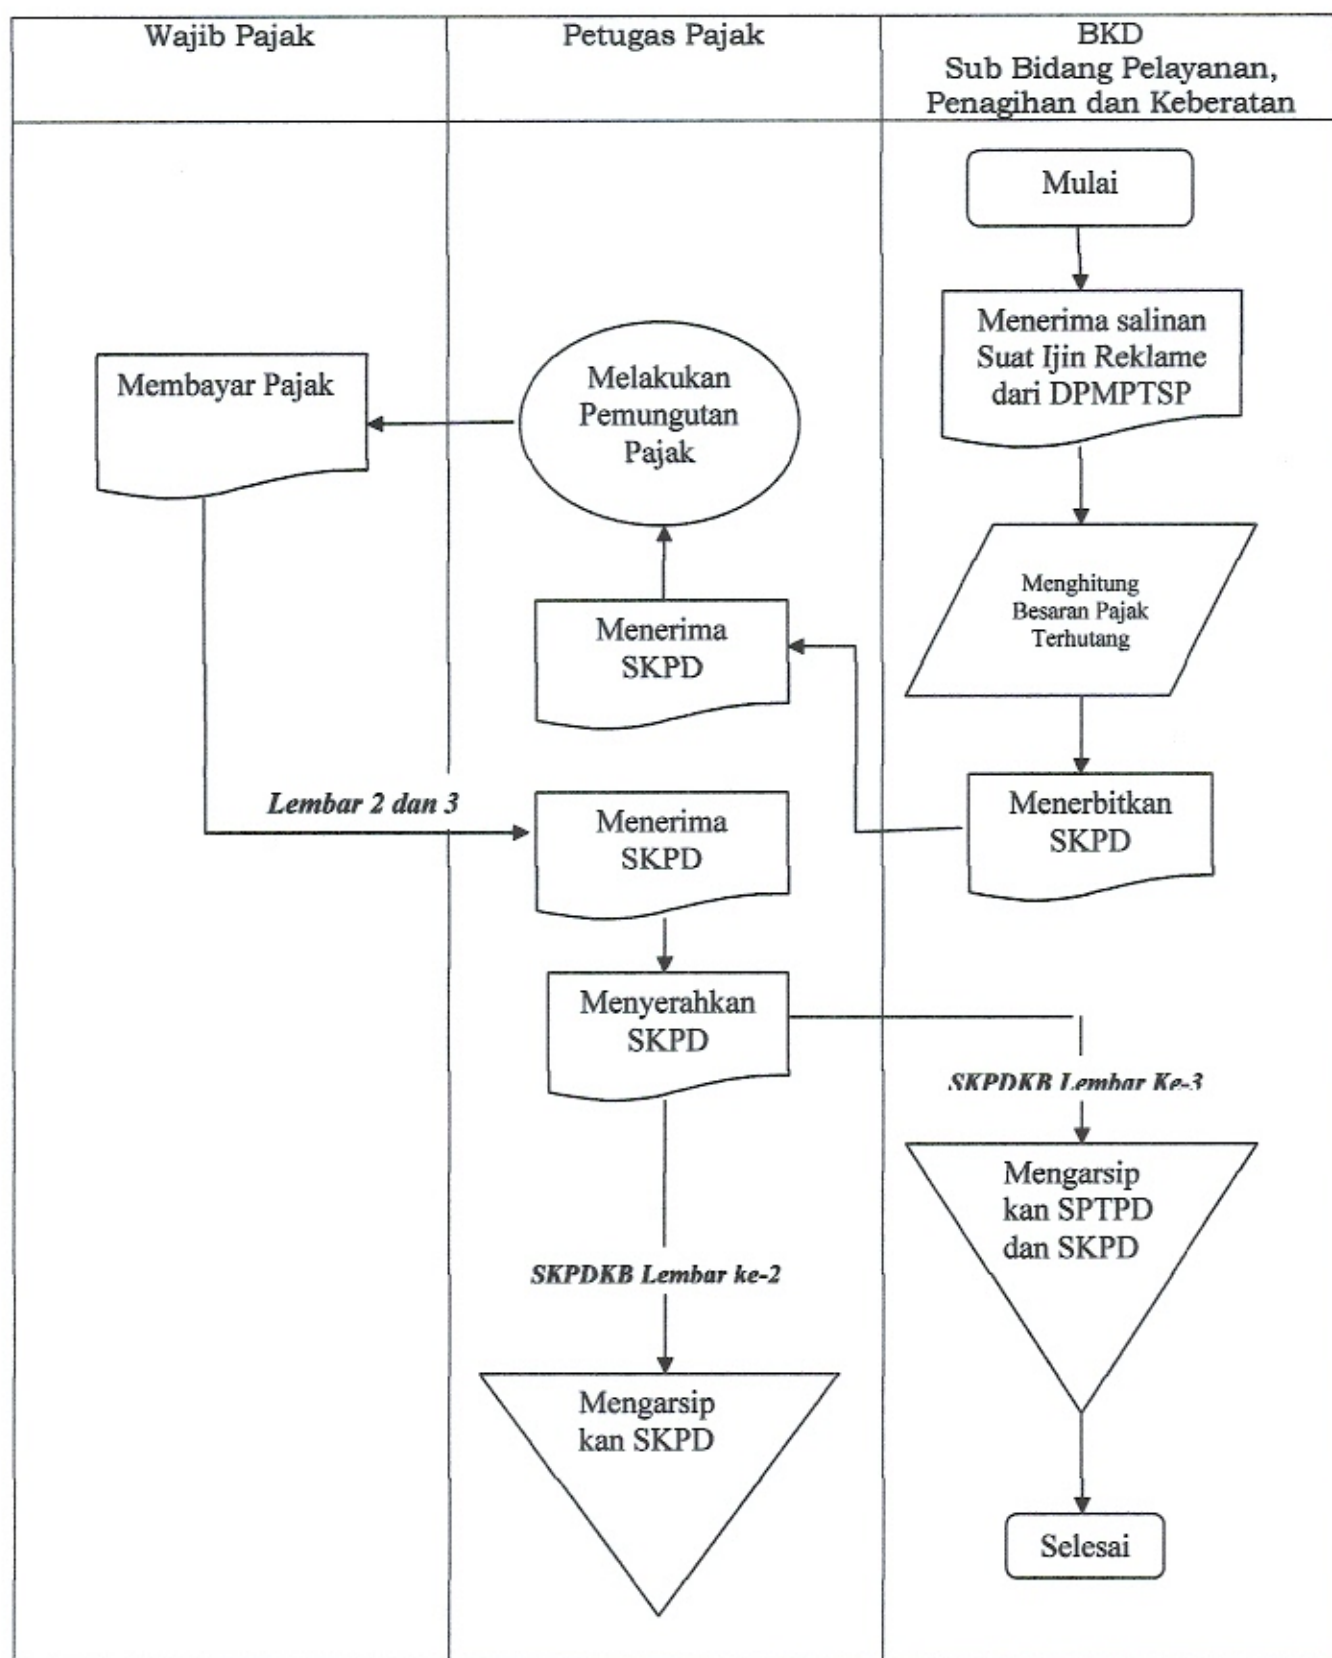 Wajib Pajak
Petugas Pajak
BKD
Sub Bidang Pelayanan,
Penagihan dan Keberatan
Mulai
Menerima salinan
Suat Ijin Reklame
dari DPMPTSP
Melakukan
Pemungutan
Pajak
Membayar Pajak
Menghitung
Besaran Pajak
Terhutang
Menerima
SKPD
Lembar 2 dan 3
Menerima
SKPD
Menerbitkan
SKPD
Menyerahkan
SKPD
SKPDKB Lembar Ke-3
Mengarsip
kan SPTPD
dan SKPD
SKPDKB Lembar ke-2
Mengarsip
kan SKPD
Selesai